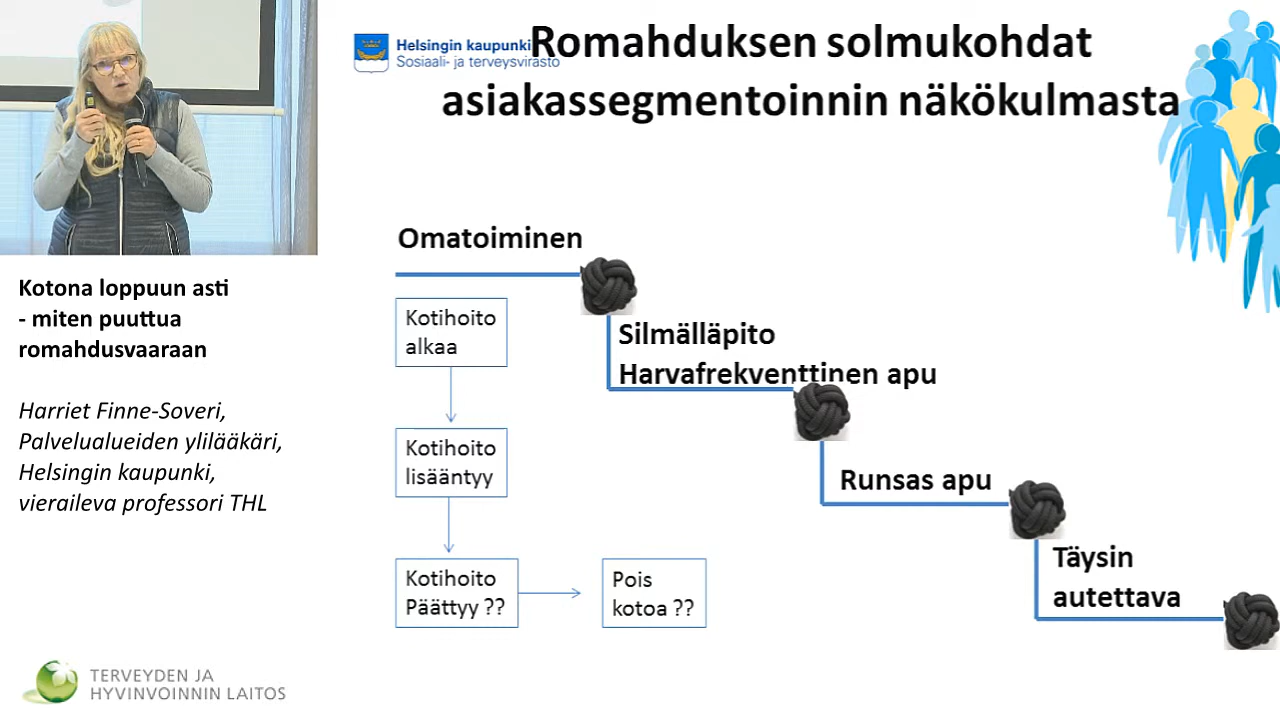 Helsingin kaupunki
Sosiaali- ja terveysvirasto
Romahduksen solmukohdat
asiakassegmentoinnin näkökulmasta
Kotona loppuun asti
- miten puuttua
romahdusvaaraan
Harriet Finne-Soveri,
Palvelualueiden ylilääkäri,
Helsingin kaupunki,
vieraileva professori THL
Omatoiminen
Silmälläpito
Harvafrekventtinen apu
Runsas apu
Täysin
autettava
Kotihoito
alkaa
Kotihoito
lisääntyy
Kotihoito
Päättyy ??
Pois
kotoa ??
TERVEYDEN JA
HYVINVOINNIN LAITOS